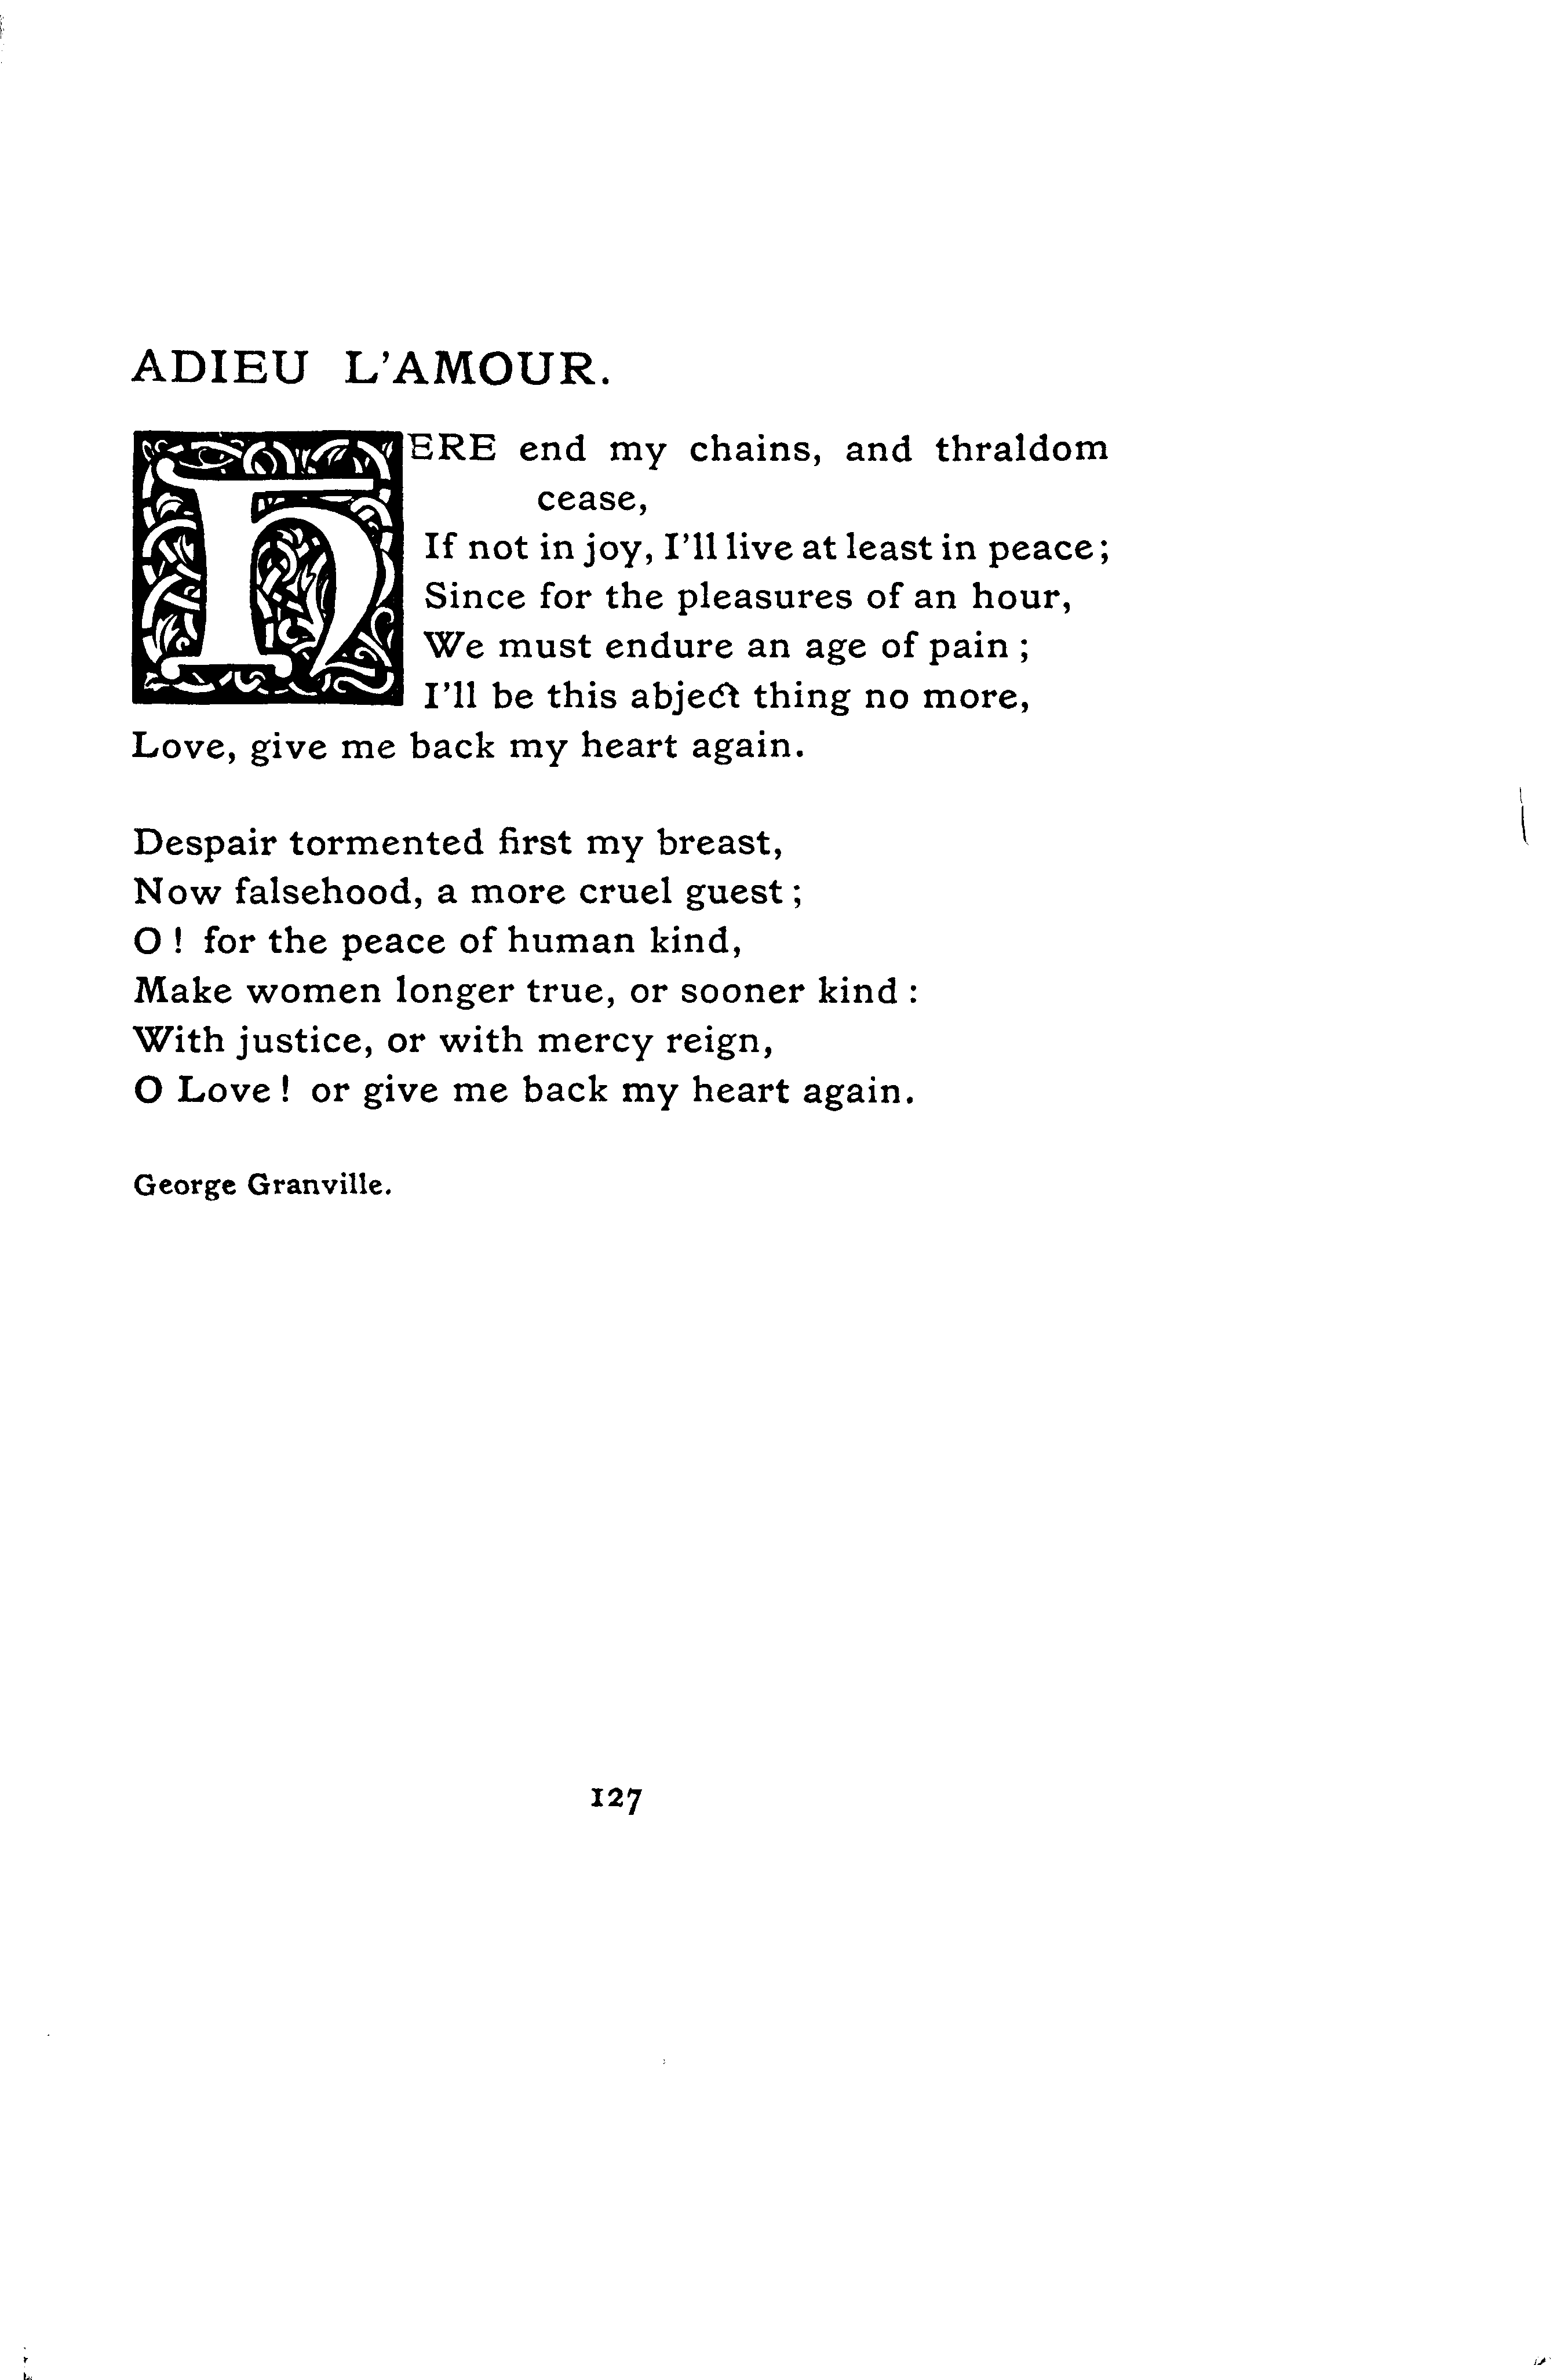 ADIEU L'AMOUR.
HERE end my chains, and thraldom
cease,
If not in joy, I'll live at least in peace;
Since for the pleasures of an hour,
We must endure an age of pain;
I'll be this abject thing no more,
Love, give me back my heart again.
Despair tormented first my breast,
Now falsehood, a more cruel guest;
O! for the peace of human kind,
Make women longer true, or sooner kind:
With justice, or with mercy reign,
O Love! or give me back my heart again.
George Granville.
127